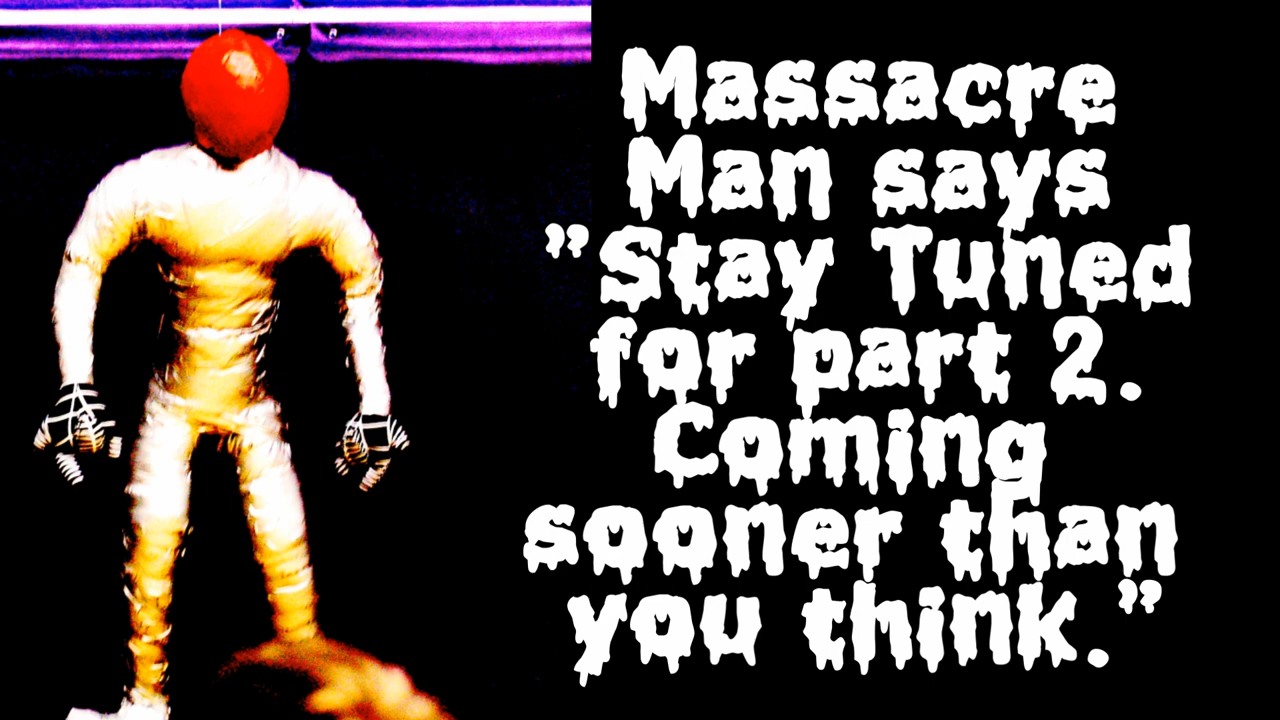 Massacre
Man says
"Stay Tuned
for part 2.
Coming
sooner than
you think."